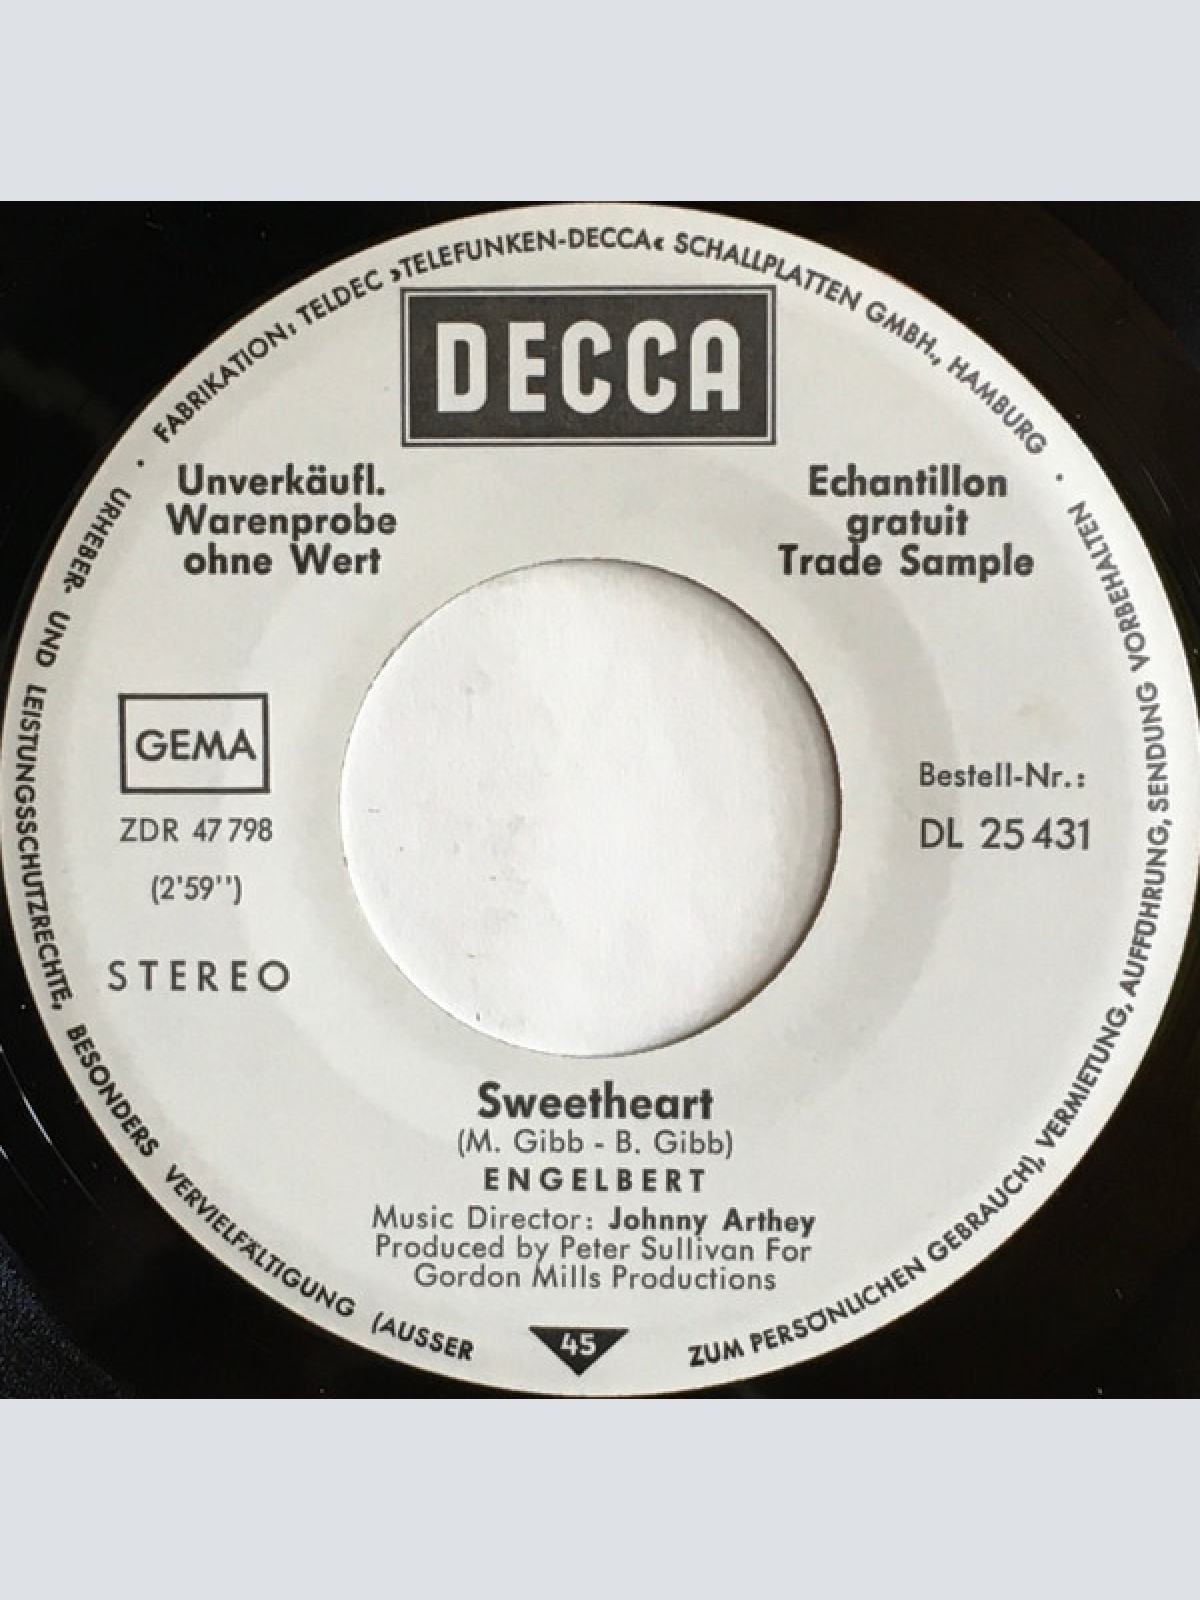 · FABRIKATION: TELDEC »TELEFUNKEN-DECCA« SCHALLPLATTEN GMBH., HAMBURG ·
URHEBER- UND LEISTUNGSSCHUTZRECHTE, BESONDERS VERVIELFÄLTIGUNG (AUSSER
ZUM PERSÖNLICHEN GEBRAUCH), VERMIETUNG, AUFFÜHRUNG, SENDUNG VORBEHALTEN
DECCA
Unverkäufl.
Warenprobe
ohne Wert
Echantillon
gratuit
Trade Sample
GEMA
ZDR 47 798
(2'59'')
STEREO
Bestell-Nr.:
DL 25 431
Sweetheart
(M. Gibb - B. Gibb)
ENGELBERT
Music Director: Johnny Arthey
Produced by Peter Sullivan For
Gordon Mills Productions
45